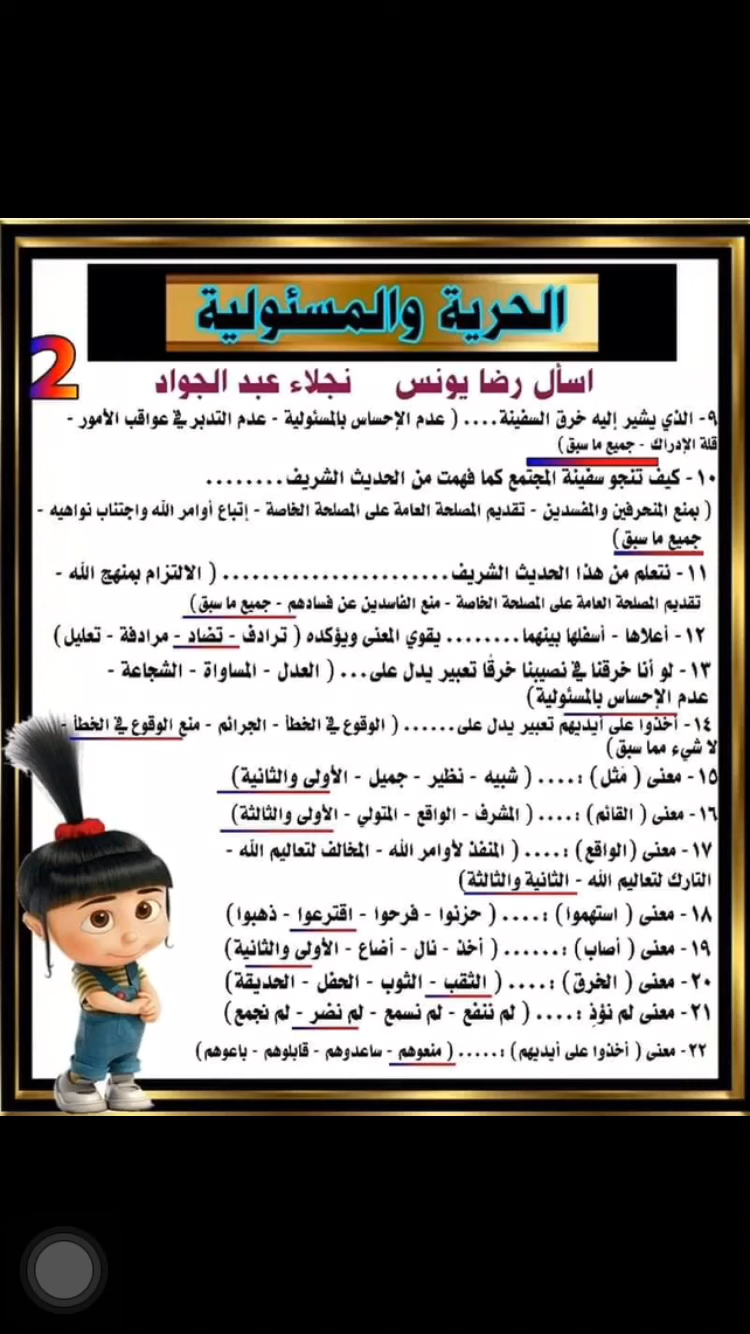 الحرية والمسئولية
2
اسأل رضا يونس نجلاء عبد الجواد
٩- الذي يشير إليه خرق السفينة.... ( عدم الإحساس بالمسئولية - عدم التدبر في عواقب الأمور -
قلة الإدراك - جميع ما سبق )
١٠- كيف تنجو سفينة المجتمع كما فهمت من الحديث الشريف........
( بمنع المنحرفين والمفسدين - تقديم المصلحة العامة على المصلحة الخاصة - إتباع أوامر الله واجتناب نواهيه -
جميع ما سبق )
١١- نتعلم من هذا الحديث الشريف...................... ( الالتزام بمنهج الله -
تقديم المصلحة العامة على المصلحة الخاصة - منع الفاسدين عن فسادهم - جميع ما سبق )
١٢- أعلاها - أسفلها بينهما........ يقوي المعنى ويؤكده ( ترادف - تضاد - مرادفة - تعليل )
١٣- لو أنا خرقنا في نصيبنا خرقًا تعبير يدل على... ( العدل - المساواة - الشجاعة -
عدم الإحساس بالمسئولية )
١٤- أخذوا على أيديهم تعبير يدل على...... ( الوقوع في الخطأ - الجرائم - منع الوقوع في الخطأ -
لا شيء مما سبق )
١٥- معنى ( مَثل ) :.... ( شبيه - نظير - جميل - الأولى والثانية )
١٦- معنى ( القائم ) :.... ( المشرف - الواقع - المتولي - الأولى والثالثة )
١٧- معنى ( الواقع ) :.... ( المنفذ لأوامر الله - المخالف لتعاليم الله -
التارك لتعاليم الله - الثانية والثالثة )
١٨- معنى ( استهموا ) :.... ( حزنوا - فرحوا - اقترعوا - ذهبوا )
١٩- معنى ( أصاب ) :...... ( أخذ - نال - أضاع - الأولى والثانية )
٢٠- معنى ( الخرق ) :.... ( الثقب - الثوب - الحفل - الحديقة )
٢١- معنى لم نؤذِ :.... ( لم ننفع - لم نسمع - لم نضر - لم نجمع )
٢٢- معنى ( أخذوا على أيديهم ) :..... ( منعوهم - ساعدوهم - قابلوهم - باعوهم )